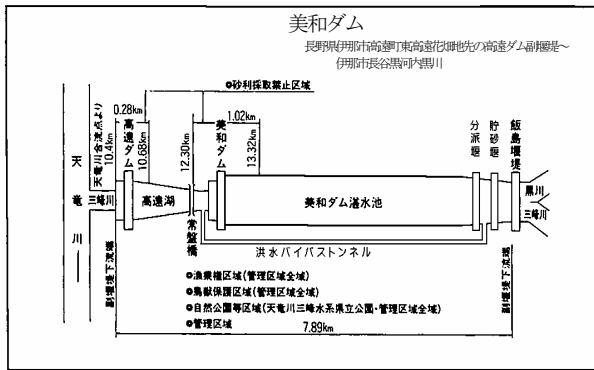 美和ダム
長野県伊那市高遠町東高遠花畑地先の高遠ダム副堰堤～
伊那市長谷黒河内黒川
砂利採取禁止区域
0.28km
1.02km
天竜川合流点より
10.4km
高遠ダム
10.68km
12.30km
美和ダム
13.32km
分派堰
貯砂堰
飯島堰堤
天竜川
三峰川
高遠湖
常盤橋
美和ダム湛水池
黒川
三峰川
洪水バイパストンネル
副堰堤下流端
副堰堤下流端
漁業権区域(管理区域全域)
鳥獣保護区域(管理区域全域)
自然公園等区域(天竜川三峰水系県立公園・管理区域全域)
管理区域
7.89km